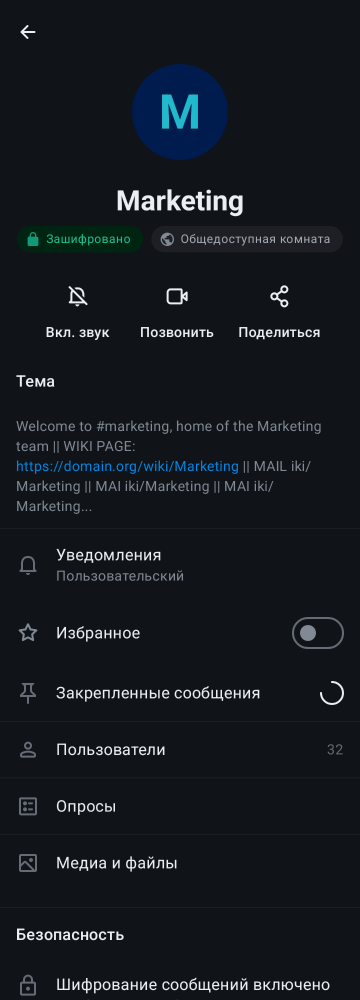 M
Marketing
Зашифровано
Общедоступная комната
Вкл. звук
Позвонить
Поделиться
Тема
Welcome to #marketing, home of the Marketing
team || WIKI PAGE:
https://domain.org/wiki/Marketing || MAIL iki/
Marketing || MAI iki/Marketing || MAI iki/
Marketing...
Уведомления
Пользовательский
Избранное
Закрепленные сообщения
Пользователи
32
Опросы
Медиа и файлы
Безопасность
Шифрование сообщений включено